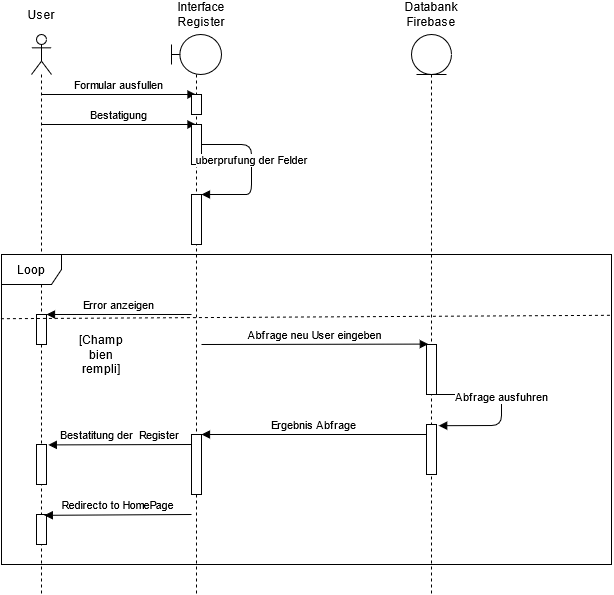 User
Interface
Register
Databank
Firebase
Formular ausfullen
Bestatigung
uberprufung der Felder
Loop
Error anzeigen
[Champ
bien
rempli]
Abfrage neu User eingeben
Abfrage ausfuhren
Ergebnis Abfrage
Bestatitung der Register
Redirecto to HomePage